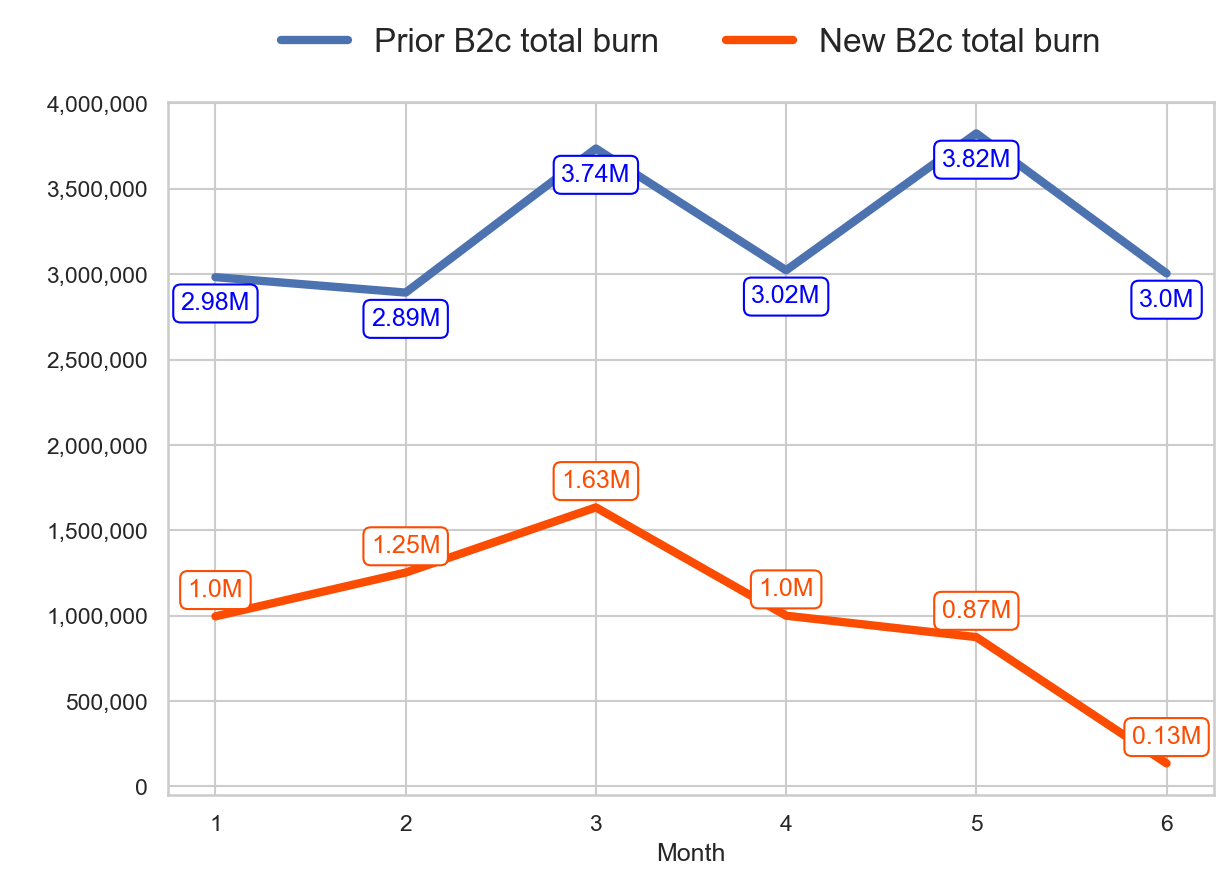 Prior B2c total burn New B2c total burn
4,000,000
3.82M
3.74M
3,500,000
3,000,000
2.98M
3.02M
3.0M
2.89M
2,500,000
2,000,000
1.63M
1,500,000
1.25M
1.0M
1.0M
0.87M
1,000,000
500,000
0.13M
0
1 2 3 4 5 6
Month